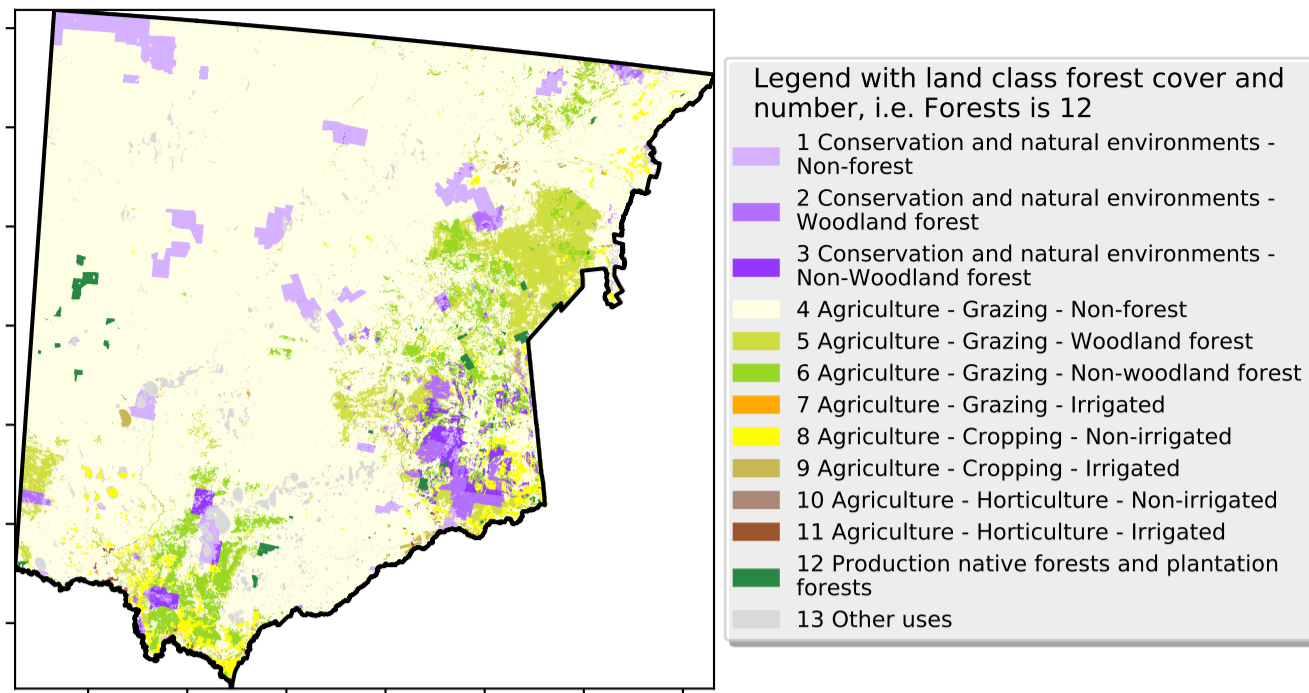 Legend with land class forest cover and
number, i.e. Forests is 12
1 Conservation and natural environments -
Non-forest
2 Conservation and natural environments -
Woodland forest
3 Conservation and natural environments -
Non-Woodland forest
4 Agriculture - Grazing - Non-forest
5 Agriculture - Grazing - Woodland forest
6 Agriculture - Grazing - Non-woodland forest
7 Agriculture - Grazing - Irrigated
8 Agriculture - Cropping - Non-irrigated
9 Agriculture - Cropping - Irrigated
10 Agriculture - Horticulture - Non-irrigated
11 Agriculture - Horticulture - Irrigated
12 Production native forests and plantation
forests
13 Other uses